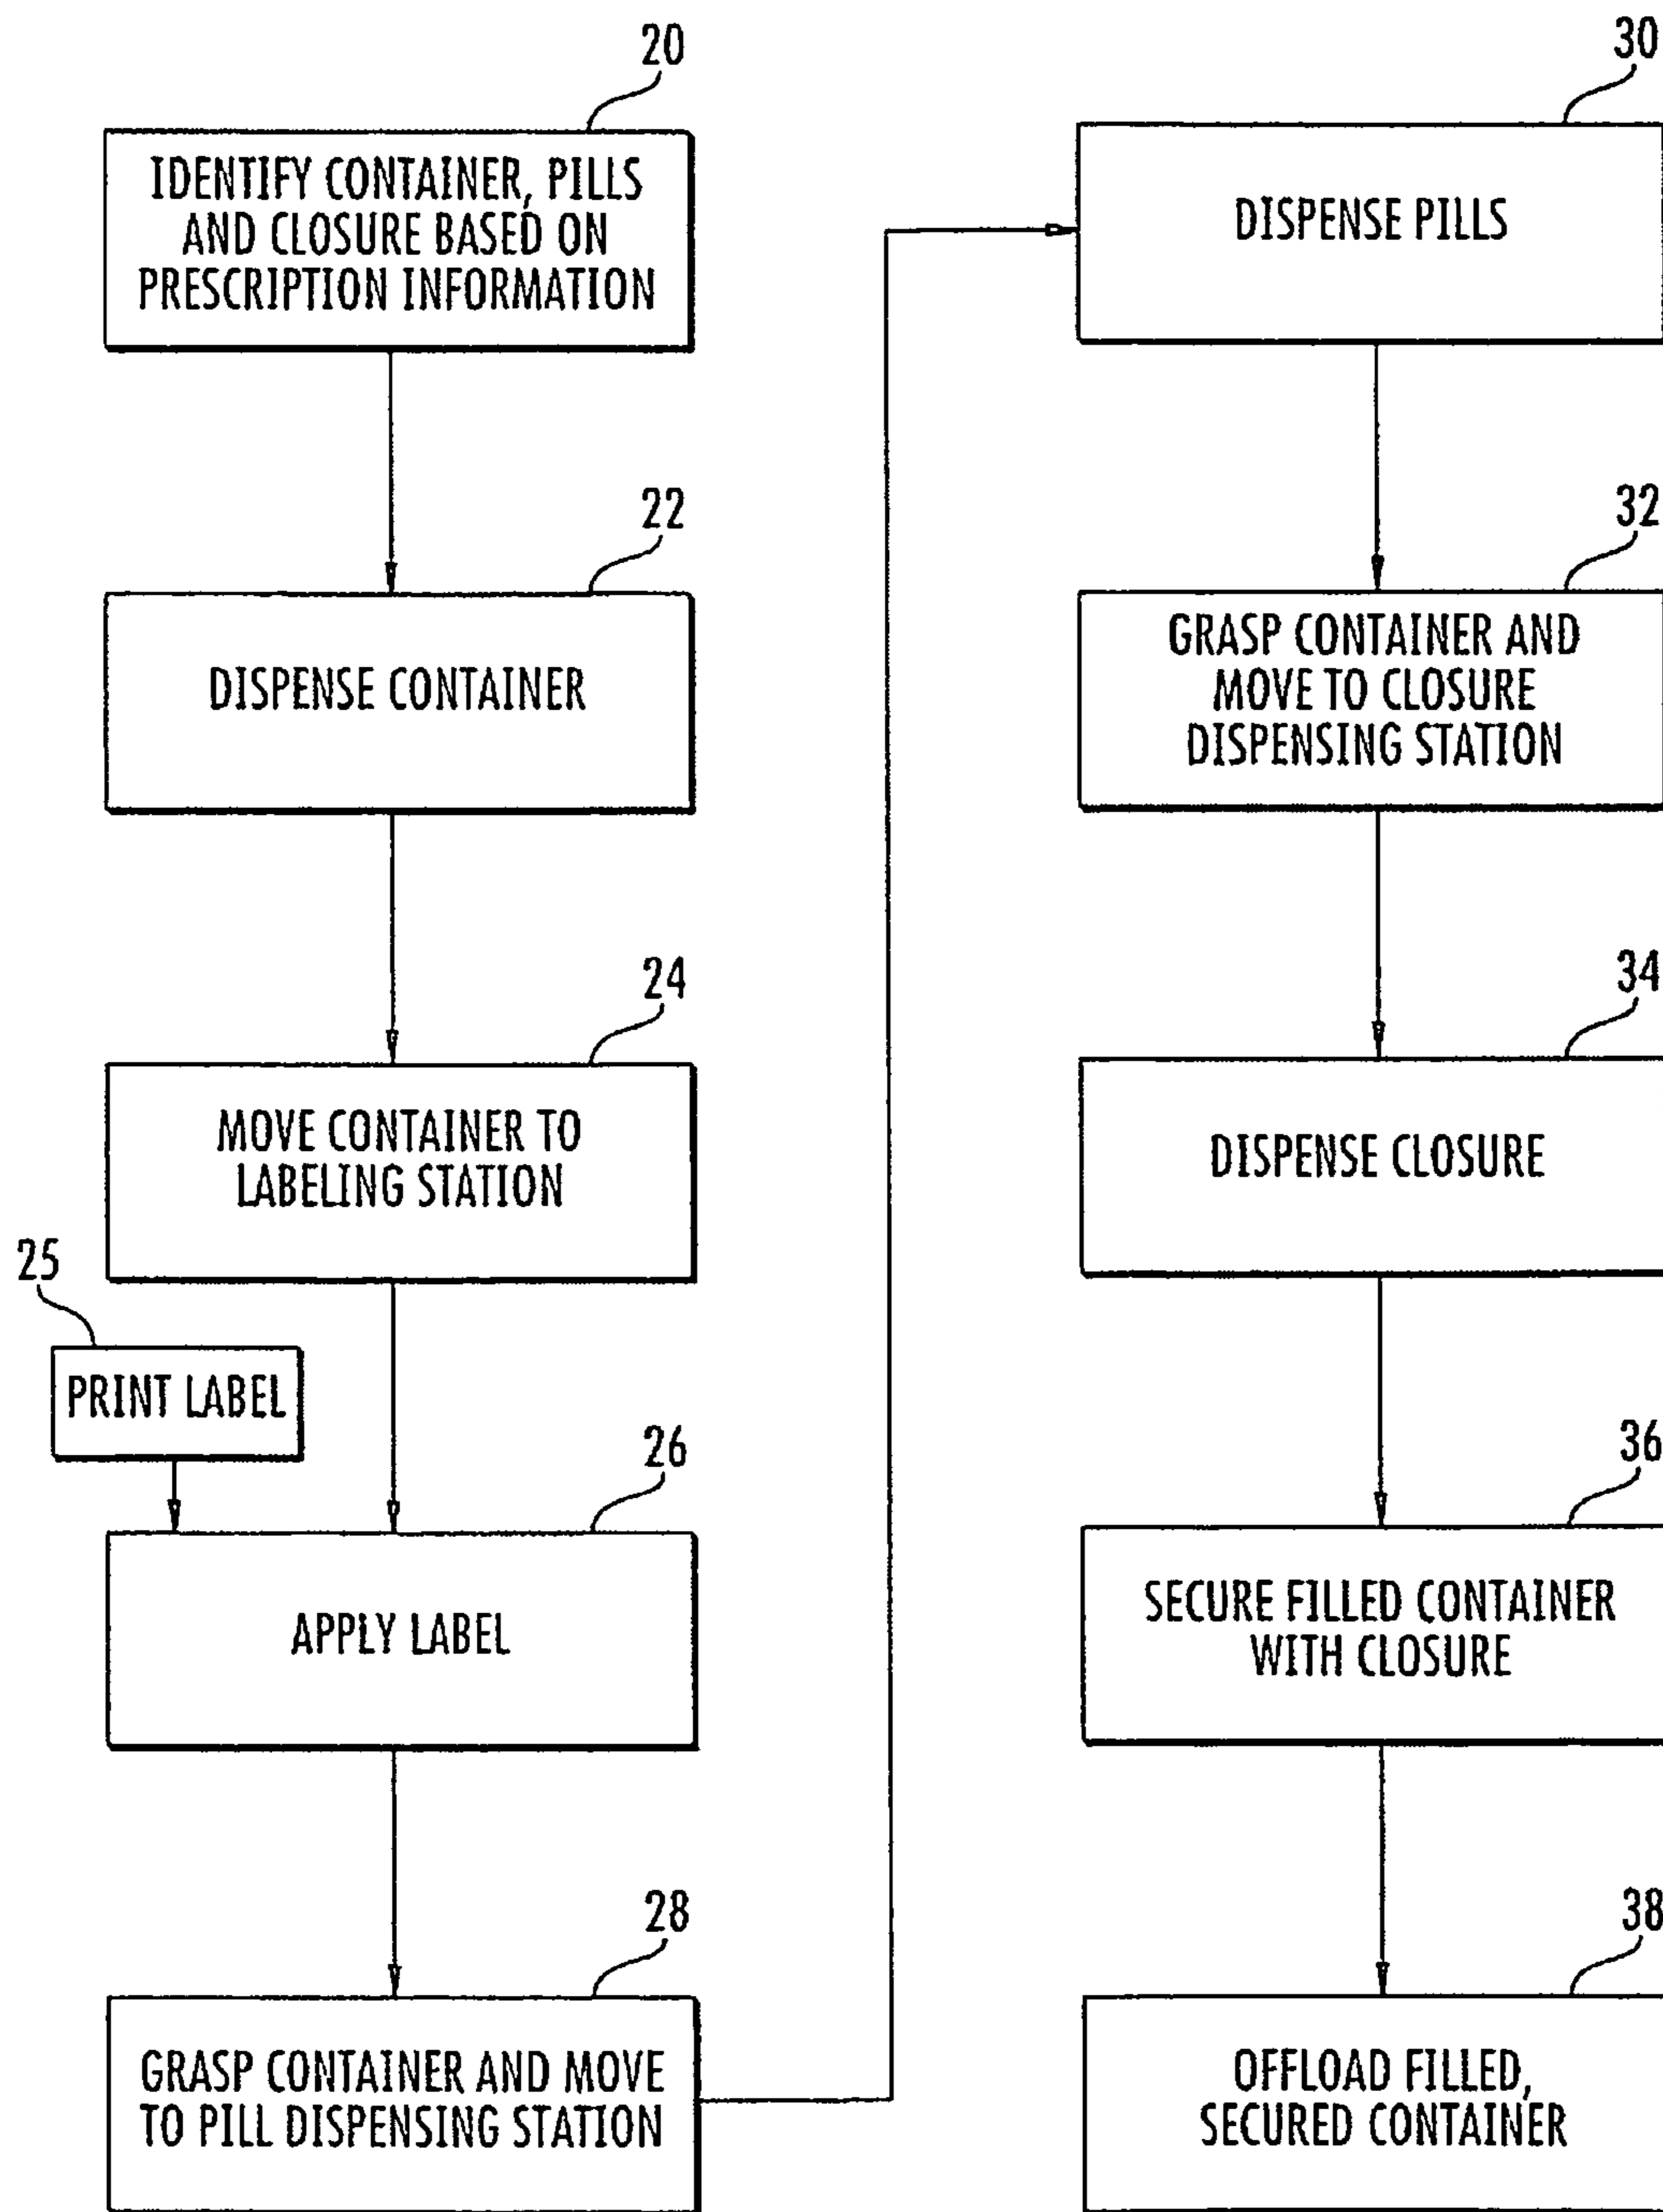 20
IDENTIFY CONTAINER, PILLS
AND CLOSURE BASED ON
PRESCRIPTION INFORMATION
22
DISPENSE CONTAINER
24
MOVE CONTAINER TO
LABELING STATION
25
PRINT LABEL
26
APPLY LABEL
28
GRASP CONTAINER AND MOVE
TO PILL DISPENSING STATION
30
DISPENSE PILLS
32
GRASP CONTAINER AND
MOVE TO CLOSURE
DISPENSING STATION
34
DISPENSE CLOSURE
36
SECURE FILLED CONTAINER
WITH CLOSURE
38
OFFLOAD FILLED,
SECURED CONTAINER